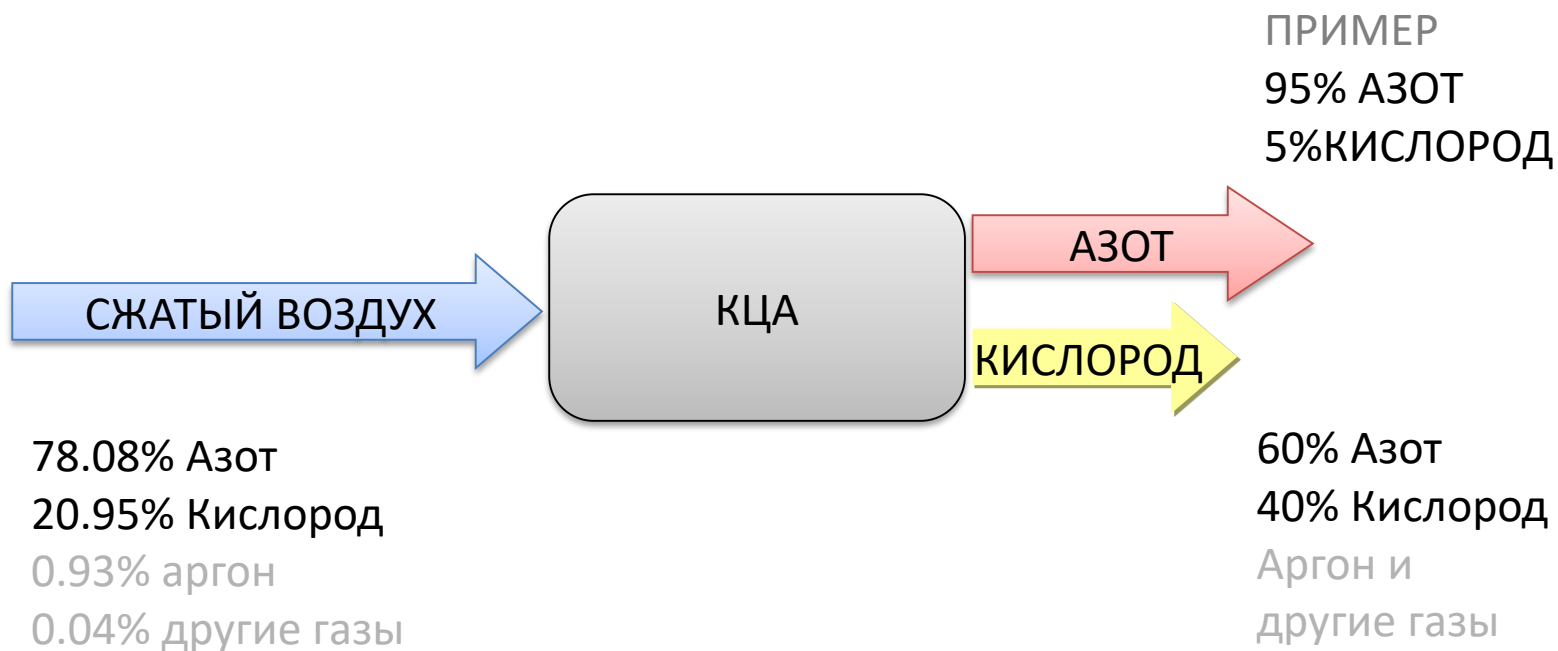 ПРИМЕР
95% АЗОТ
5%КИСЛОРОД
АЗОТ
СЖАТЫЙ ВОЗДУХ
КЦА
КИСЛОРОД
78.08% Азот
20.95% Кислород
0.93% аргон
0.04% другие газы
60% Азот
40% Кислород
Аргон и
другие газы